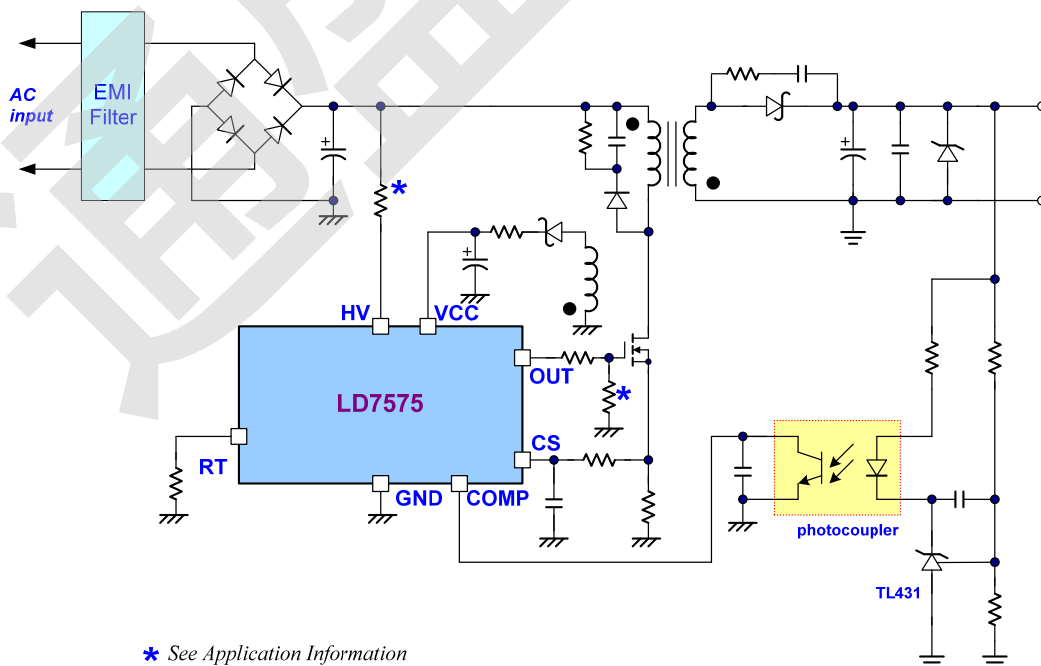 AC
input
EMI
Filter
*
HV
VCC
LD7575
OUT
*
RT
CS
GND
COMP
photocoupler
TL431
* See Application Information